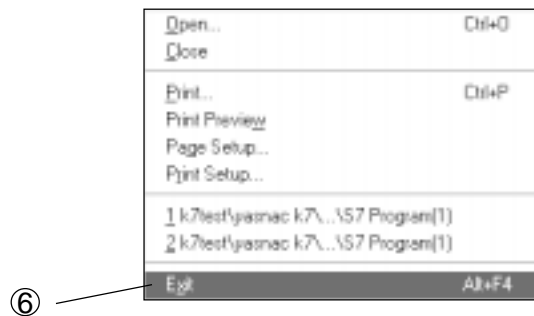 Open... Ctrl+O
Close
Print... Ctrl+P
Print Preview
Page Setup...
Print Setup...
1 k7test\yasnac k7\...\S7 Program(1)
2 k7test\yasnac k7\...\S7 Program(1)
⑥ Exit Alt+F4